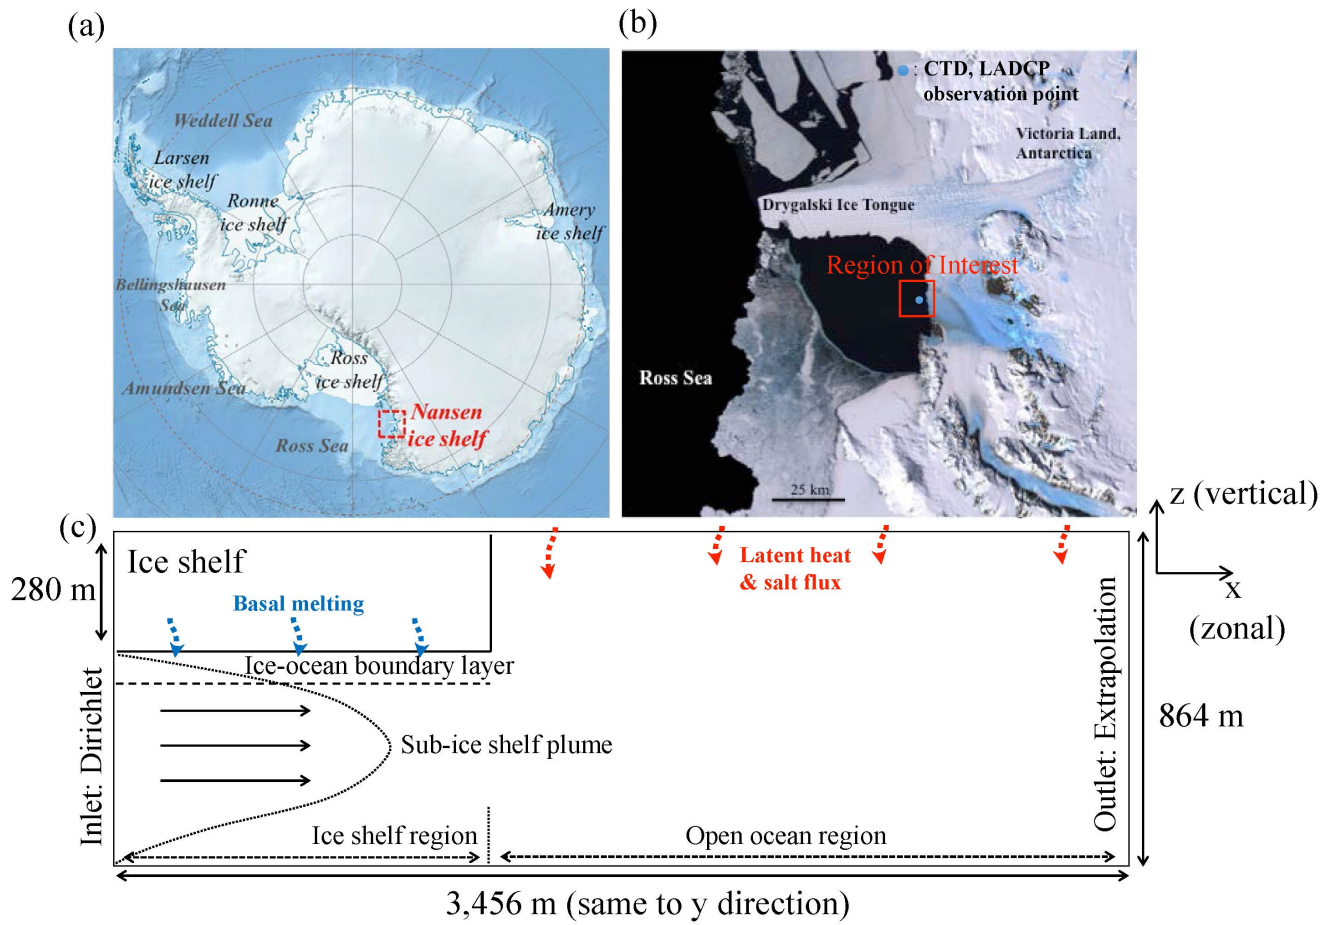 (a)
Weddell Sea
Larsen
ice shelf
Ronne
ice shelf
Amery
ice shelf
Bellingshausen
Sea
Ross
ice shelf
Amundsen Sea
Nansen
ice shelf
Ross Sea
(b)
: CTD, LADCP
observation point
Victoria Land,
Antarctica
Drygalski Ice Tongue
Region of Interest
Ross Sea
25 km
(c)
z (vertical)
x
(zonal)
280 m
Ice shelf
Basal melting
Latent heat
& salt flux
Ice-ocean boundary layer
Inlet: Dirichlet
Sub-ice shelf plume
Outlet: Extrapolation
864 m
Ice shelf region
Open ocean region
3,456 m (same to y direction)